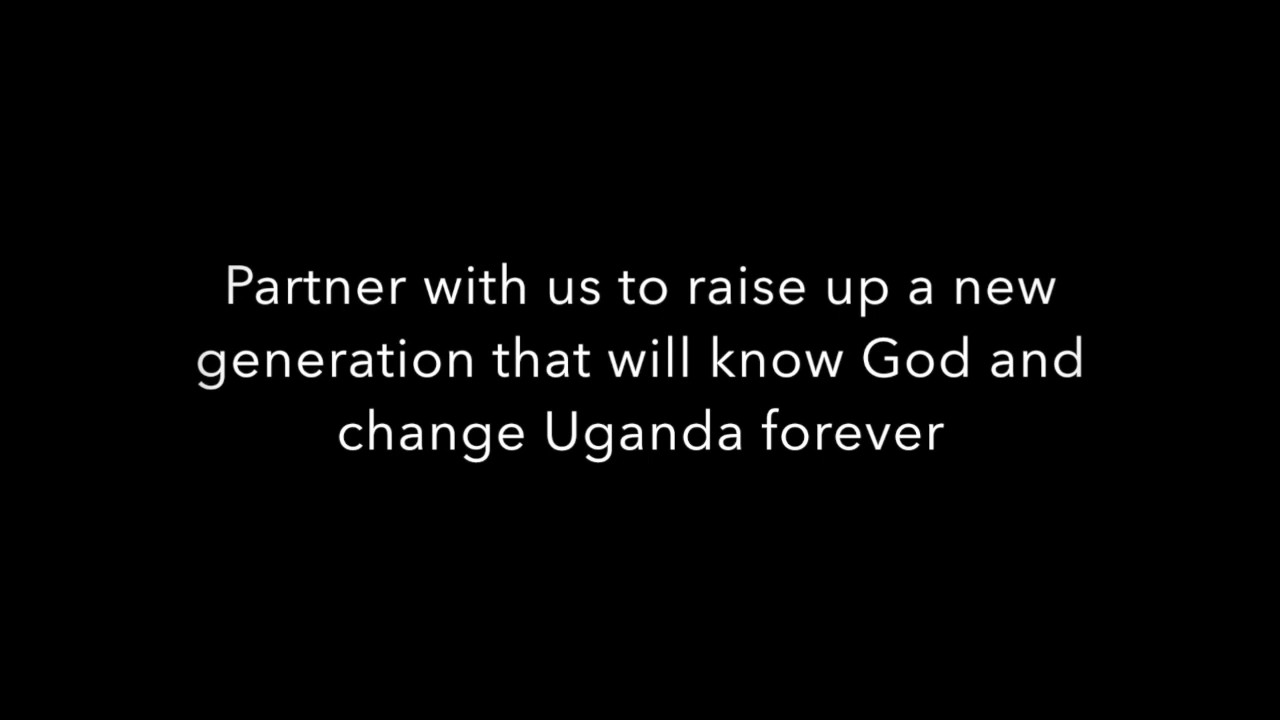 Partner with us to raise up a new
generation that will know God and
change Uganda forever